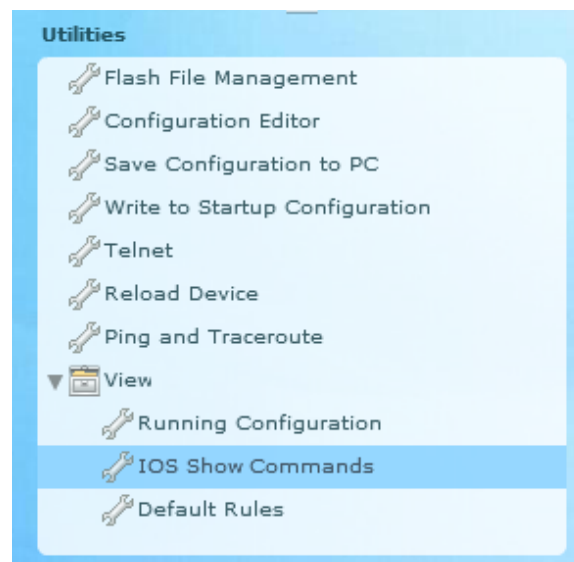 Utilities
Flash File Management
Configuration Editor
Save Configuration to PC
Write to Startup Configuration
Telnet
Reload Device
Ping and Traceroute
View
Running Configuration
IOS Show Commands
Default Rules